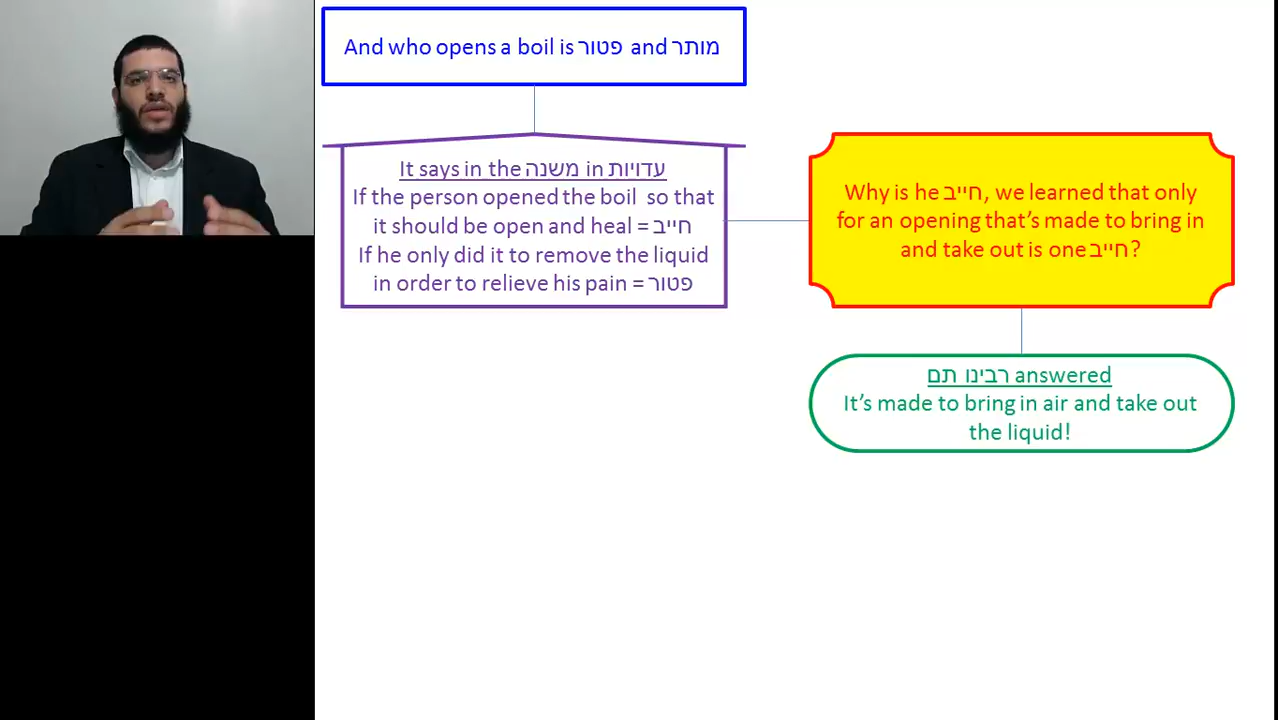 And who opens a boil is פטור and מותר
It says in the משנה in עדויות
If the person opened the boil so that
it should be open and heal = חייב
If he only did it to remove the liquid
in order to relieve his pain = פטור
Why is he חייב, we learned that only
for an opening that's made to bring in
and take out is one חייב?
רבינו תם answered
It's made to bring in air and take out
the liquid!